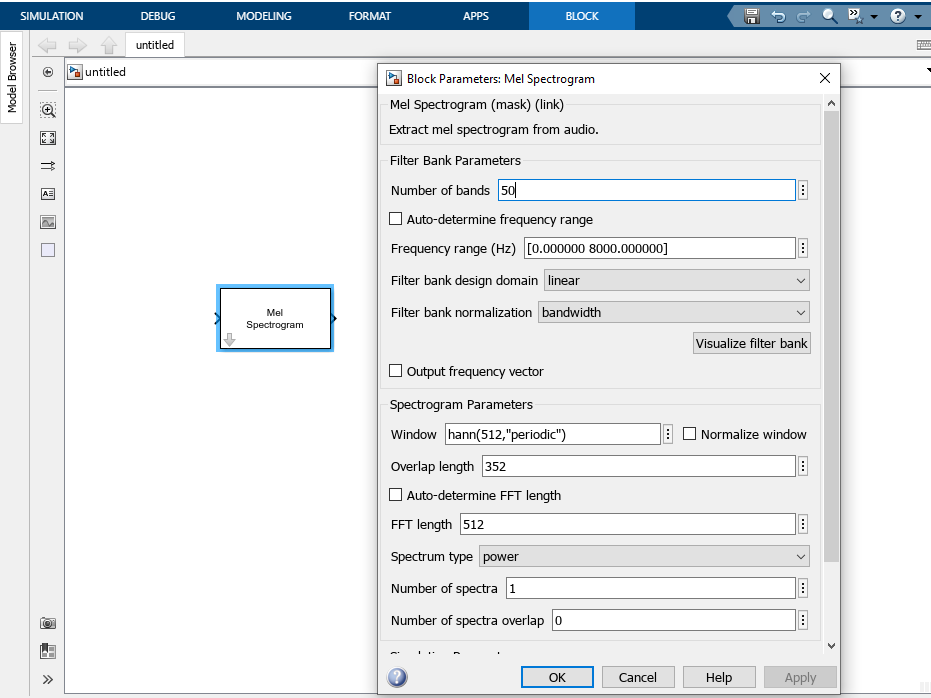 SIMULATION DEBUG MODELING FORMAT APPS BLOCK
Model Browser
untitled
untitled
Mel
Spectrogram
Block Parameters: Mel Spectrogram
Mel Spectrogram (mask) (link)
Extract mel spectrogram from audio.
Filter Bank Parameters
Number of bands 50
Auto-determine frequency range
Frequency range (Hz) [0.000000 8000.000000]
Filter bank design domain linear
Filter bank normalization bandwidth
Visualize filter bank
Output frequency vector
Spectrogram Parameters
Window hann(512,"periodic") Normalize window
Overlap length 352
Auto-determine FFT length
FFT length 512
Spectrum type power
Number of spectra 1
Number of spectra overlap 0
OK Cancel Help Apply